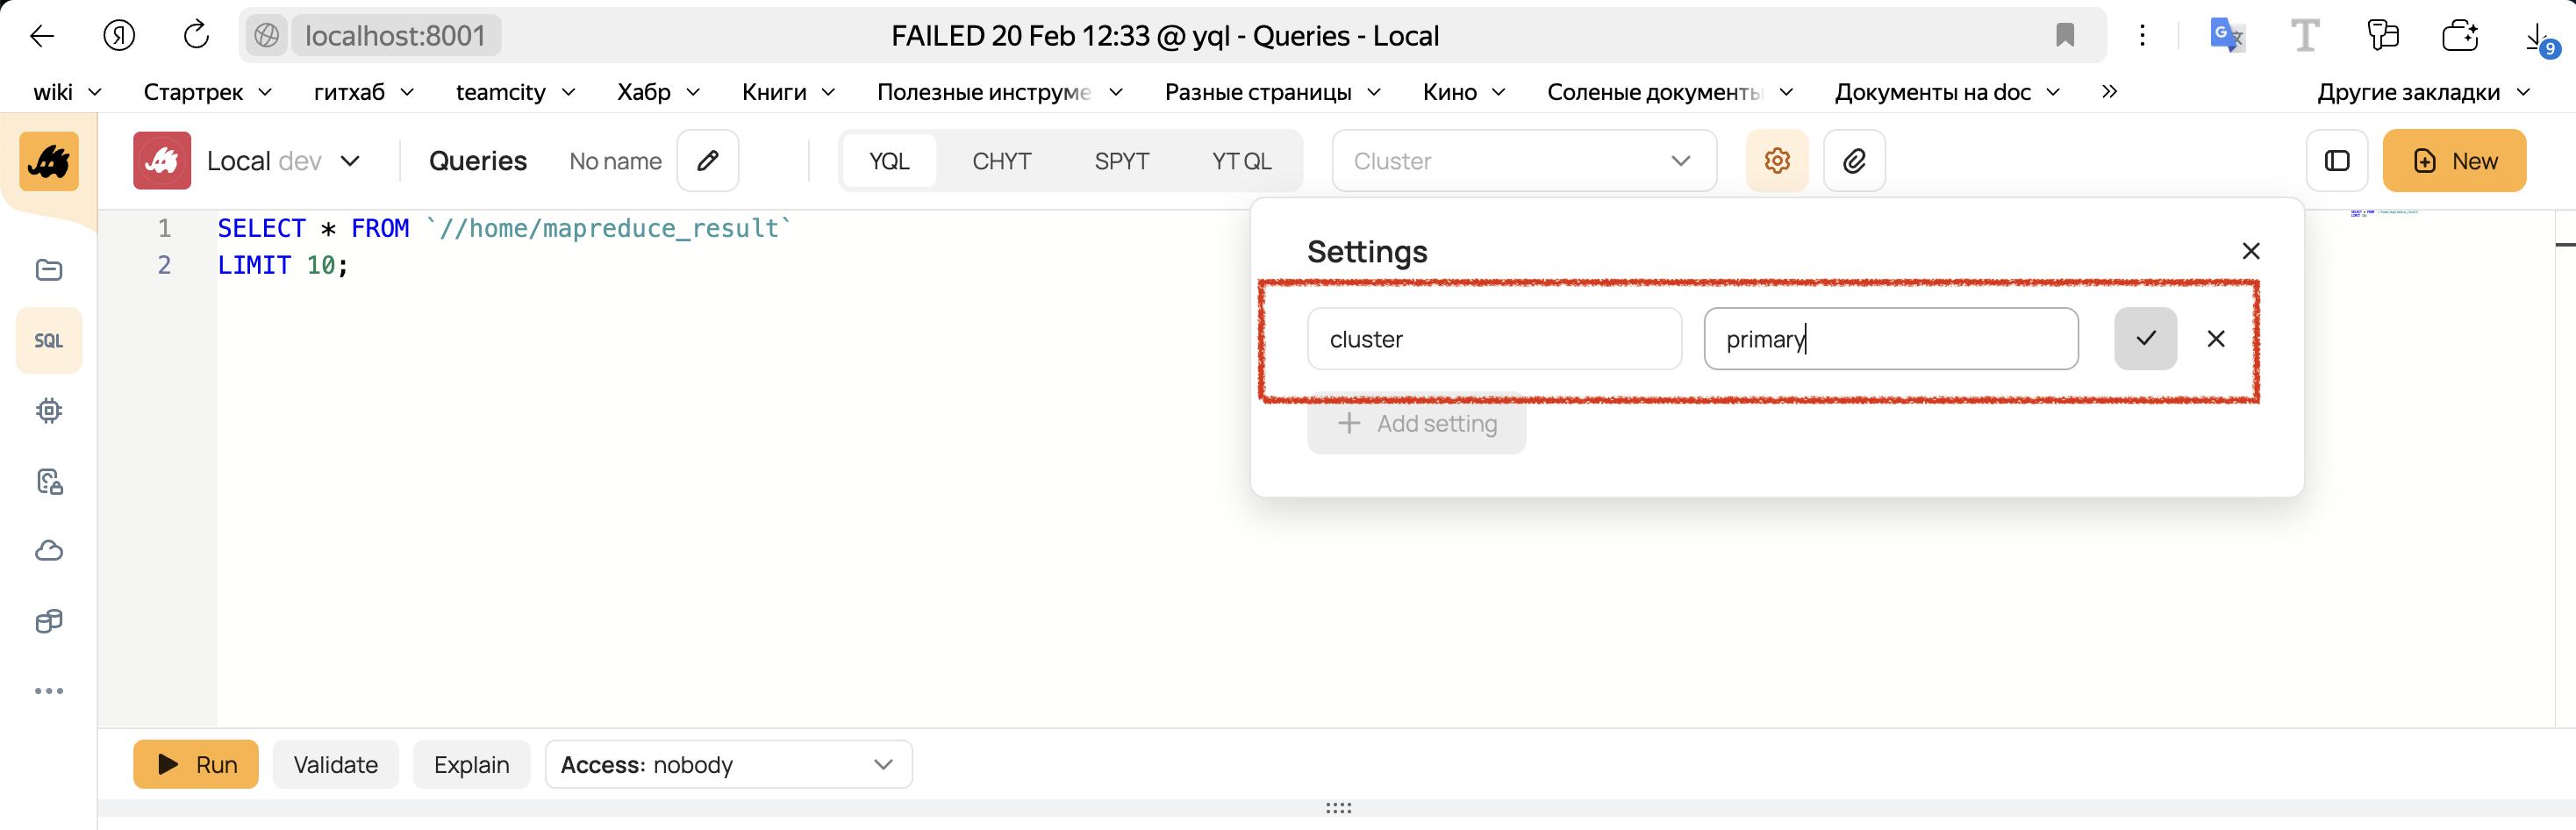 localhost:8001
FAILED 20 Feb 12:33 @ yql - Queries - Local
9
wiki Стартрек гитхаб teamcity Хабр Книги Полезные инструме Разные страницы Кино Соленые документы Документы на doc » Другие закладки
Local dev Queries No name YQL CHYT SPYT YT QL Cluster New
1 SELECT * FROM `//home/mapreduce_result`
2 LIMIT 10;
Settings
cluster primary
Add setting
SQL
Run Validate Explain Access: nobody